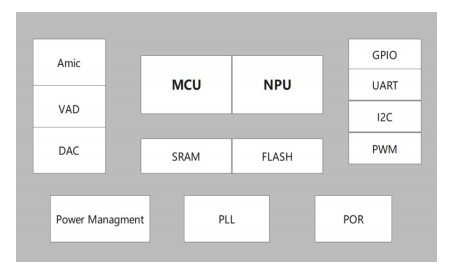 Amic
VAD
DAC
MCU
NPU
SRAM
FLASH
GPIO
UART
I2C
PWM
Power Managment
PLL
POR